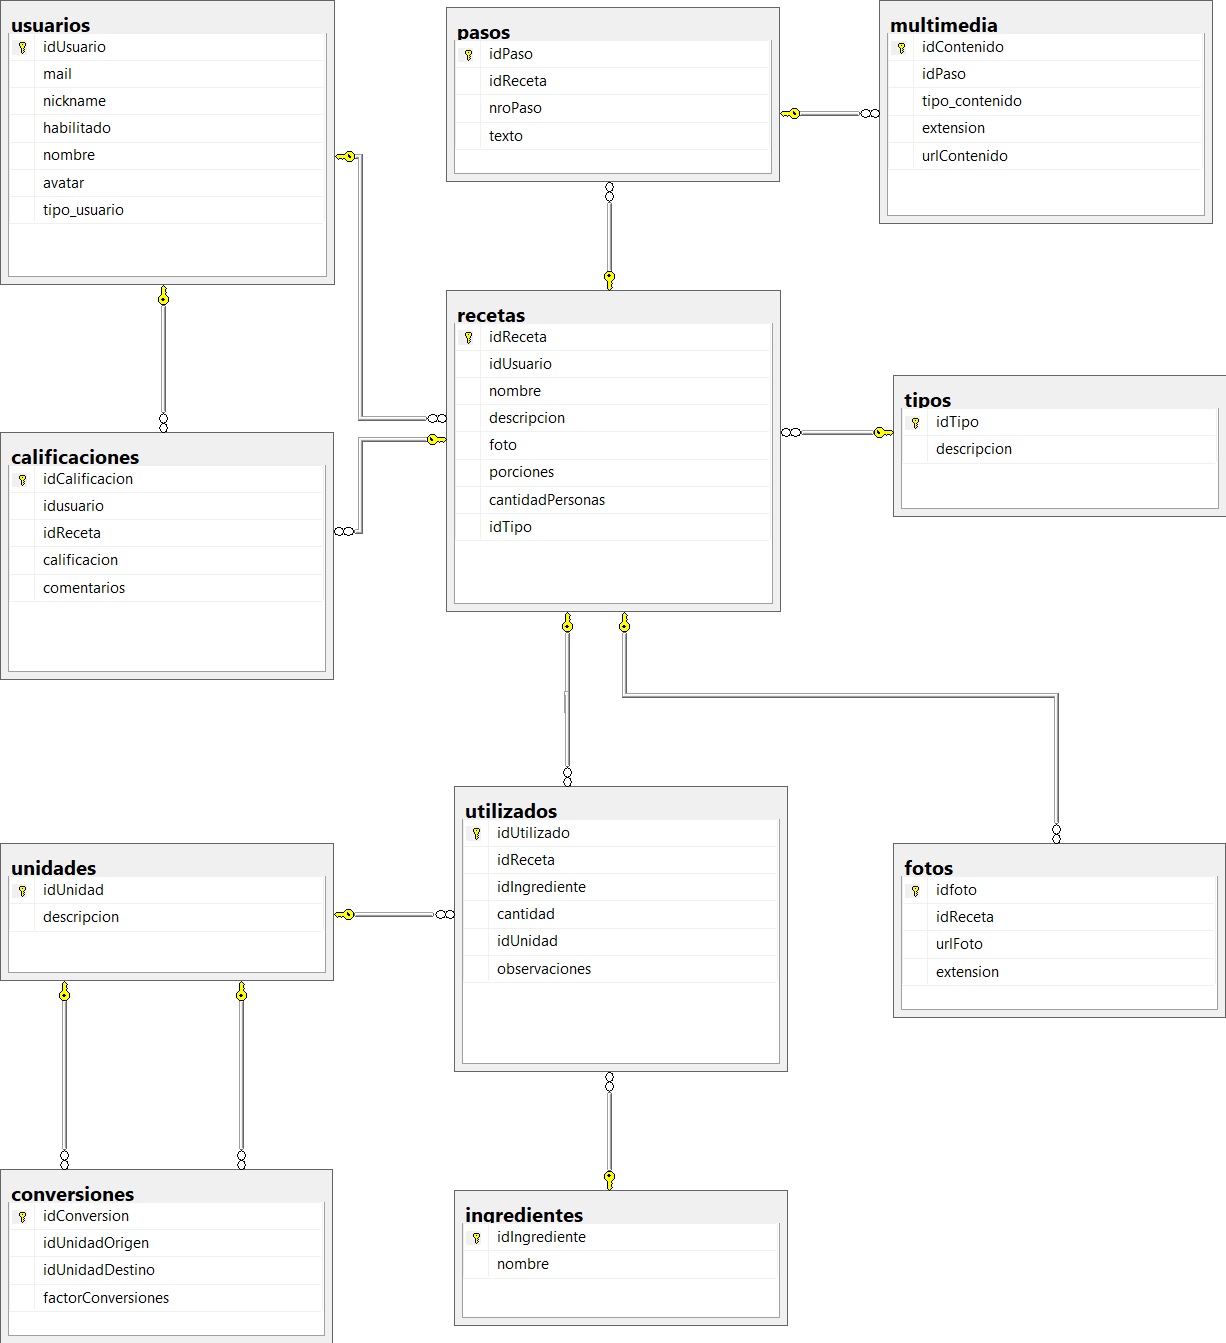 usuarios
idUsuario
mail
nickname
habilitado
nombre
avatar
tipo_usuario
pasos
idPaso
idReceta
nroPaso
texto
multimedia
idContenido
idPaso
tipo_contenido
extension
urlContenido
recetas
idReceta
idUsuario
nombre
descripcion
foto
porciones
cantidadPersonas
idTipo
tipos
idTipo
descripcion
calificaciones
idCalificacion
idusuario
idReceta
calificacion
comentarios
utilizados
idUtilizado
idReceta
idIngrediente
cantidad
idUnidad
observaciones
unidades
idUnidad
descripcion
fotos
idfoto
idReceta
urlFoto
extension
conversiones
idConversion
idUnidadOrigen
idUnidadDestino
factorConversiones
ingredientes
idIngrediente
nombre